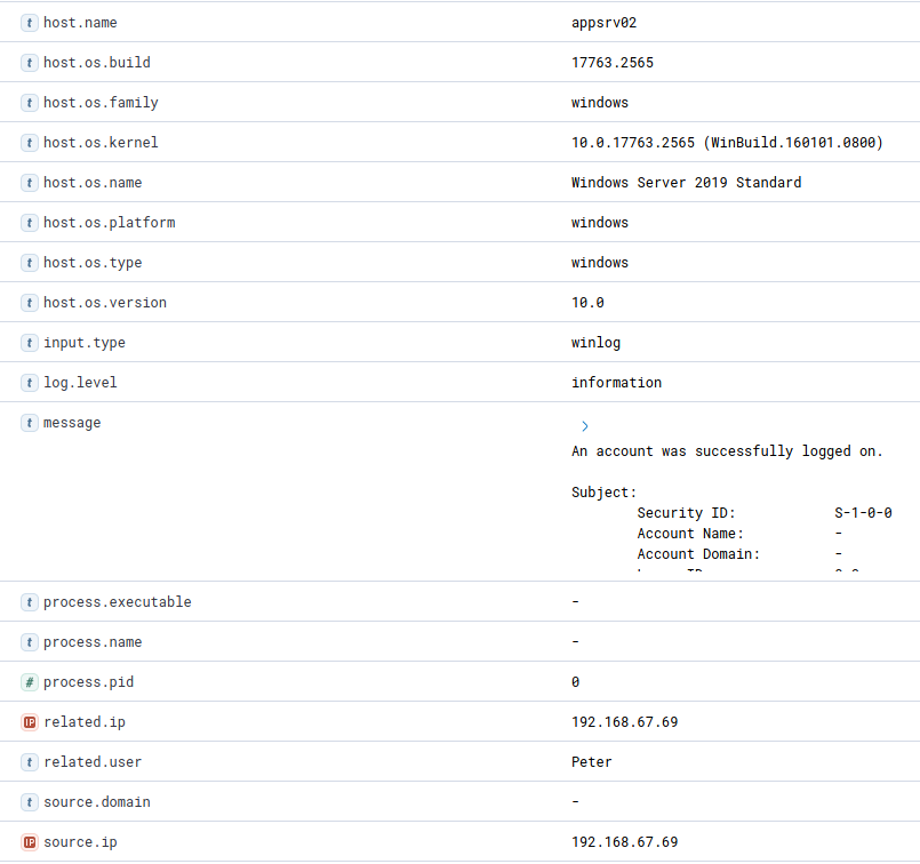 t host.name appsrv02
t host.os.build 17763.2565
t host.os.family windows
t host.os.kernel 10.0.17763.2565 (WinBuild.160101.0800)
t host.os.name Windows Server 2019 Standard
t host.os.platform windows
t host.os.type windows
t host.os.version 10.0
t input.type winlog
t log.level information
t message
An account was successfully logged on.
Subject:
Security ID: S-1-0-0
Account Name: -
Account Domain: -
t process.executable -
t process.name -
# process.pid 0
IP related.ip 192.168.67.69
t related.user Peter
t source.domain -
IP source.ip 192.168.67.69